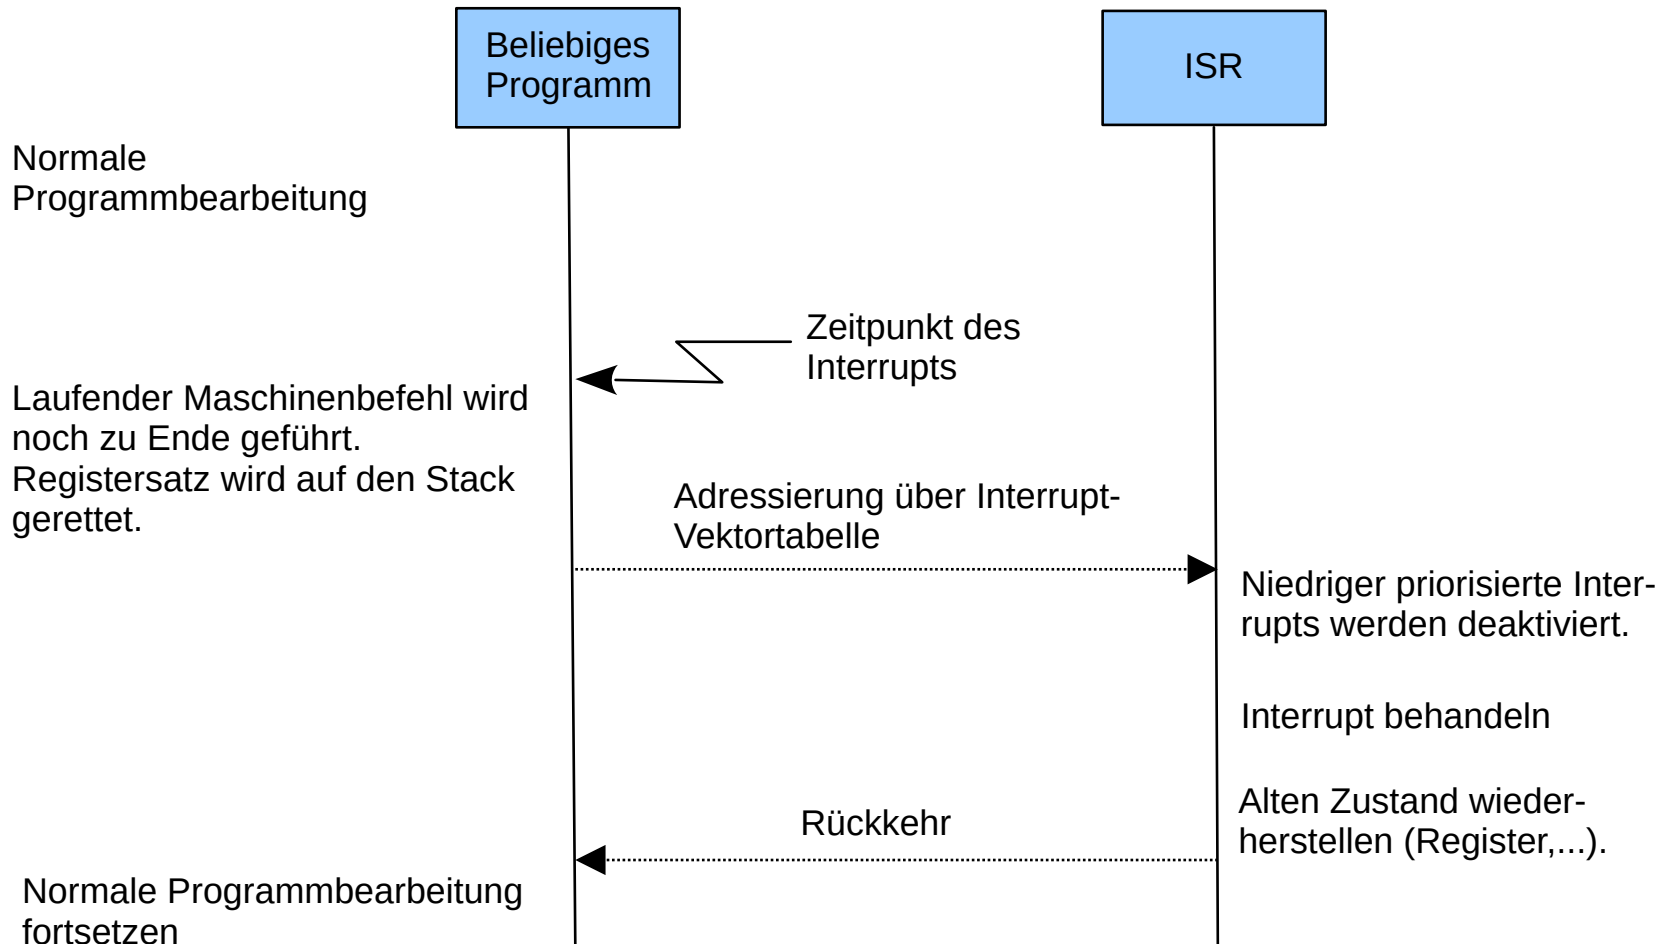 Beliebiges
Programm
ISR
Normale
Programmbearbeitung
Zeitpunkt des
Interrupts
Laufender Maschinenbefehl wird
noch zu Ende geführt.
Registersatz wird auf den Stack
gerettet.
Adressierung über Interrupt-
Vektortabelle
Niedriger priorisierte Inter-
rupts werden deaktiviert.
Interrupt behandeln
Alten Zustand wieder-
herstellen (Register,...).
Rückkehr
Normale Programmbearbeitung
fortsetzen